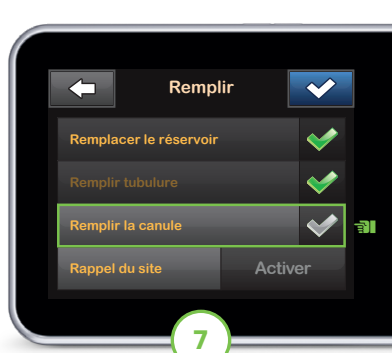 Remplir
Remplacer le réservoir
Remplir tubulure
Remplir la canule
Rappel du site Activer
7